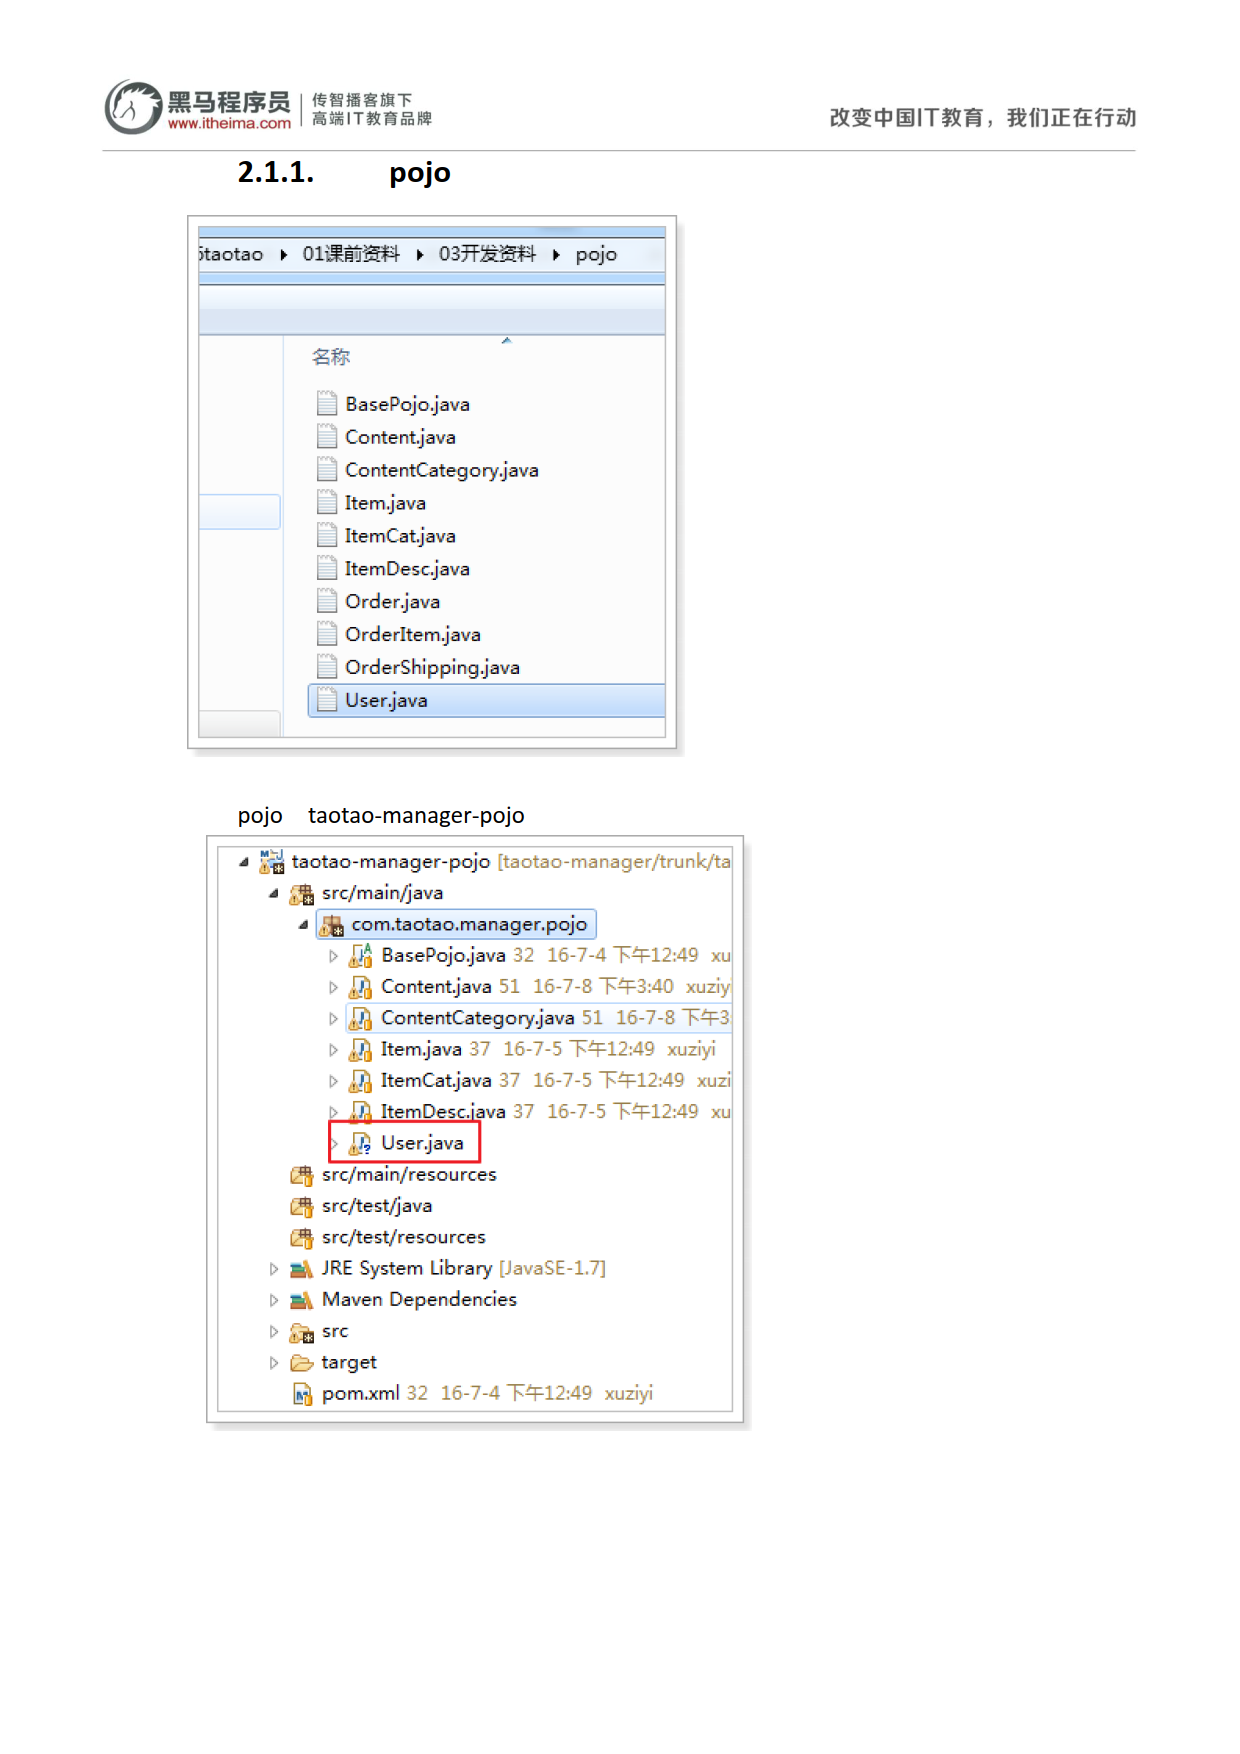 黑马程序员
www.itheima.com
传智播客旗下
高端IT教育品牌
改变中国IT教育，我们正在行动
2.1.1. pojo
taotao ▸ 01课前资料 ▸ 03开发资料 ▸ pojo
名称
BasePojo.java
Content.java
ContentCategory.java
Item.java
ItemCat.java
ItemDesc.java
Order.java
OrderItem.java
OrderShipping.java
User.java
pojo taotao-manager-pojo
taotao-manager-pojo [taotao-manager/trunk/ta
src/main/java
com.taotao.manager.pojo
BasePojo.java 32 16-7-4 下午12:49 xu
Content.java 51 16-7-8 下午3:40 xuziyi
ContentCategory.java 51 16-7-8 下午3:
Item.java 37 16-7-5 下午12:49 xuziyi
ItemCat.java 37 16-7-5 下午12:49 xuzi
ItemDesc.java 37 16-7-5 下午12:49 xu
User.java
src/main/resources
src/test/java
src/test/resources
JRE System Library [JavaSE-1.7]
Maven Dependencies
src
target
pom.xml 32 16-7-4 下午12:49 xuziyi